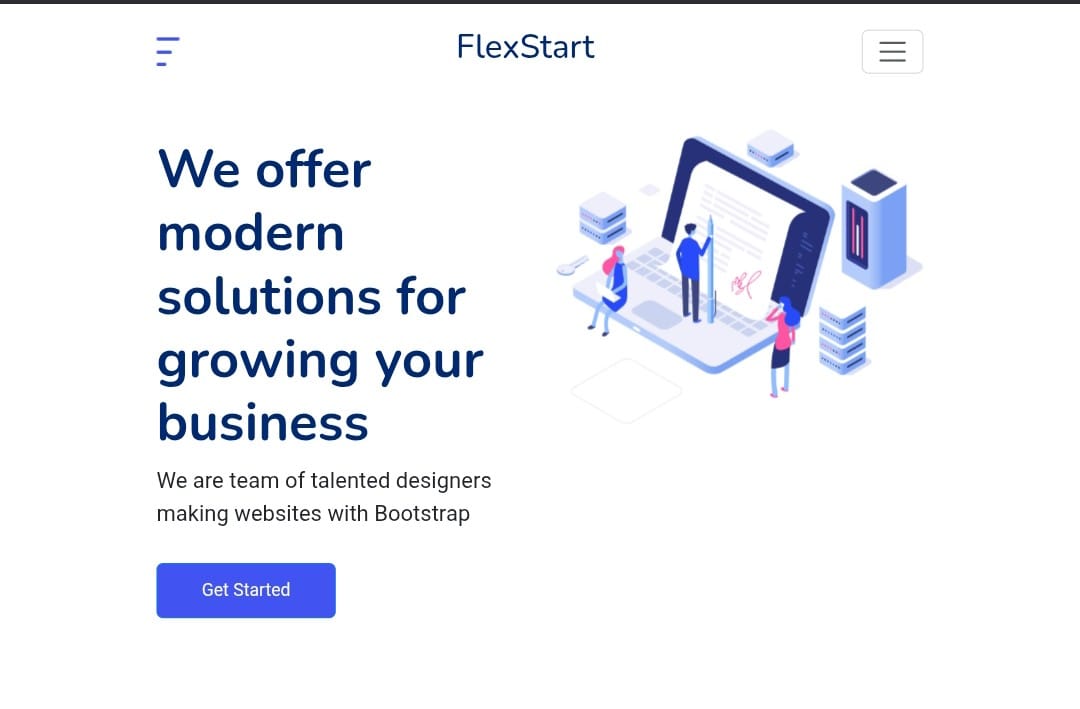 FlexStart
We offer
modern
solutions for
growing your
business
We are team of talented designers
making websites with Bootstrap
Get Started